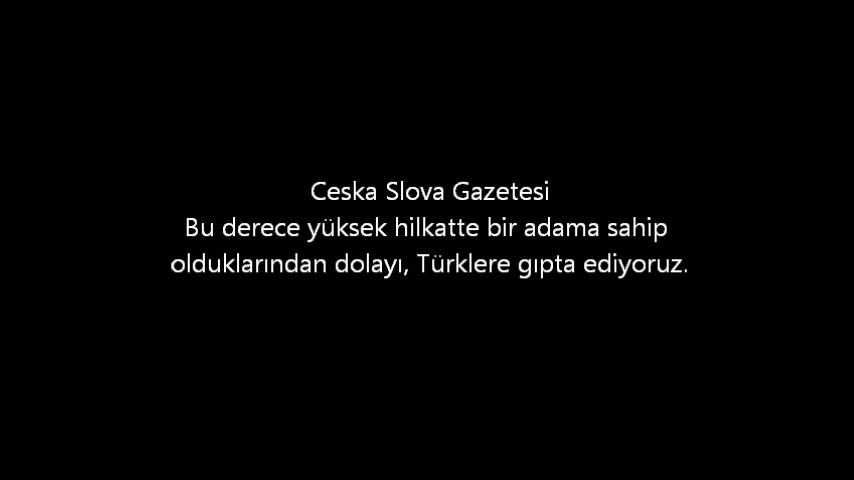 Ceska Slova Gazetesi
Bu derece yüksek hilkatte bir adama sahip
olduklarından dolayı, Türklere gıpta ediyoruz.